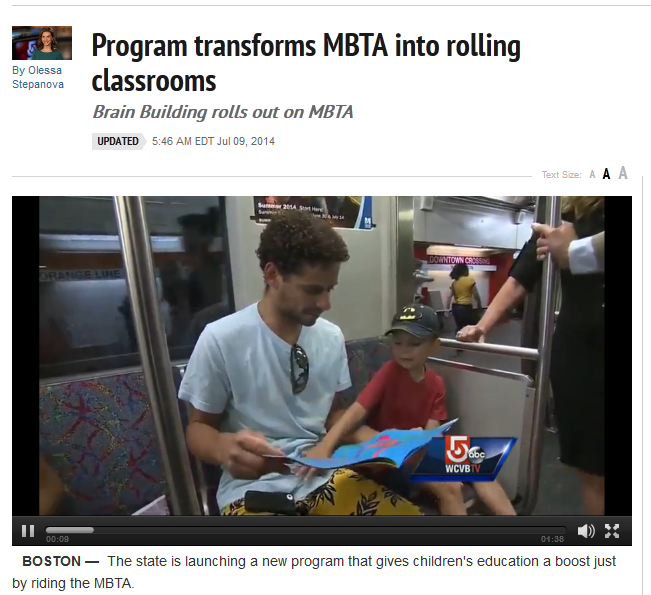 By Olessa
Stepanova
Program transforms MBTA into rolling
classrooms
Brain Building rolls out on MBTA
UPDATED 5:46 AM EDT Jul 09, 2014
Text Size: A A A
Summer 2014 Start Here!
ORANGE LINE
DOWNTOWN CROSSING
5 abc
WCVBTV
00:09
01:38
BOSTON — The state is launching a new program that gives children's education a boost just
by riding the MBTA.